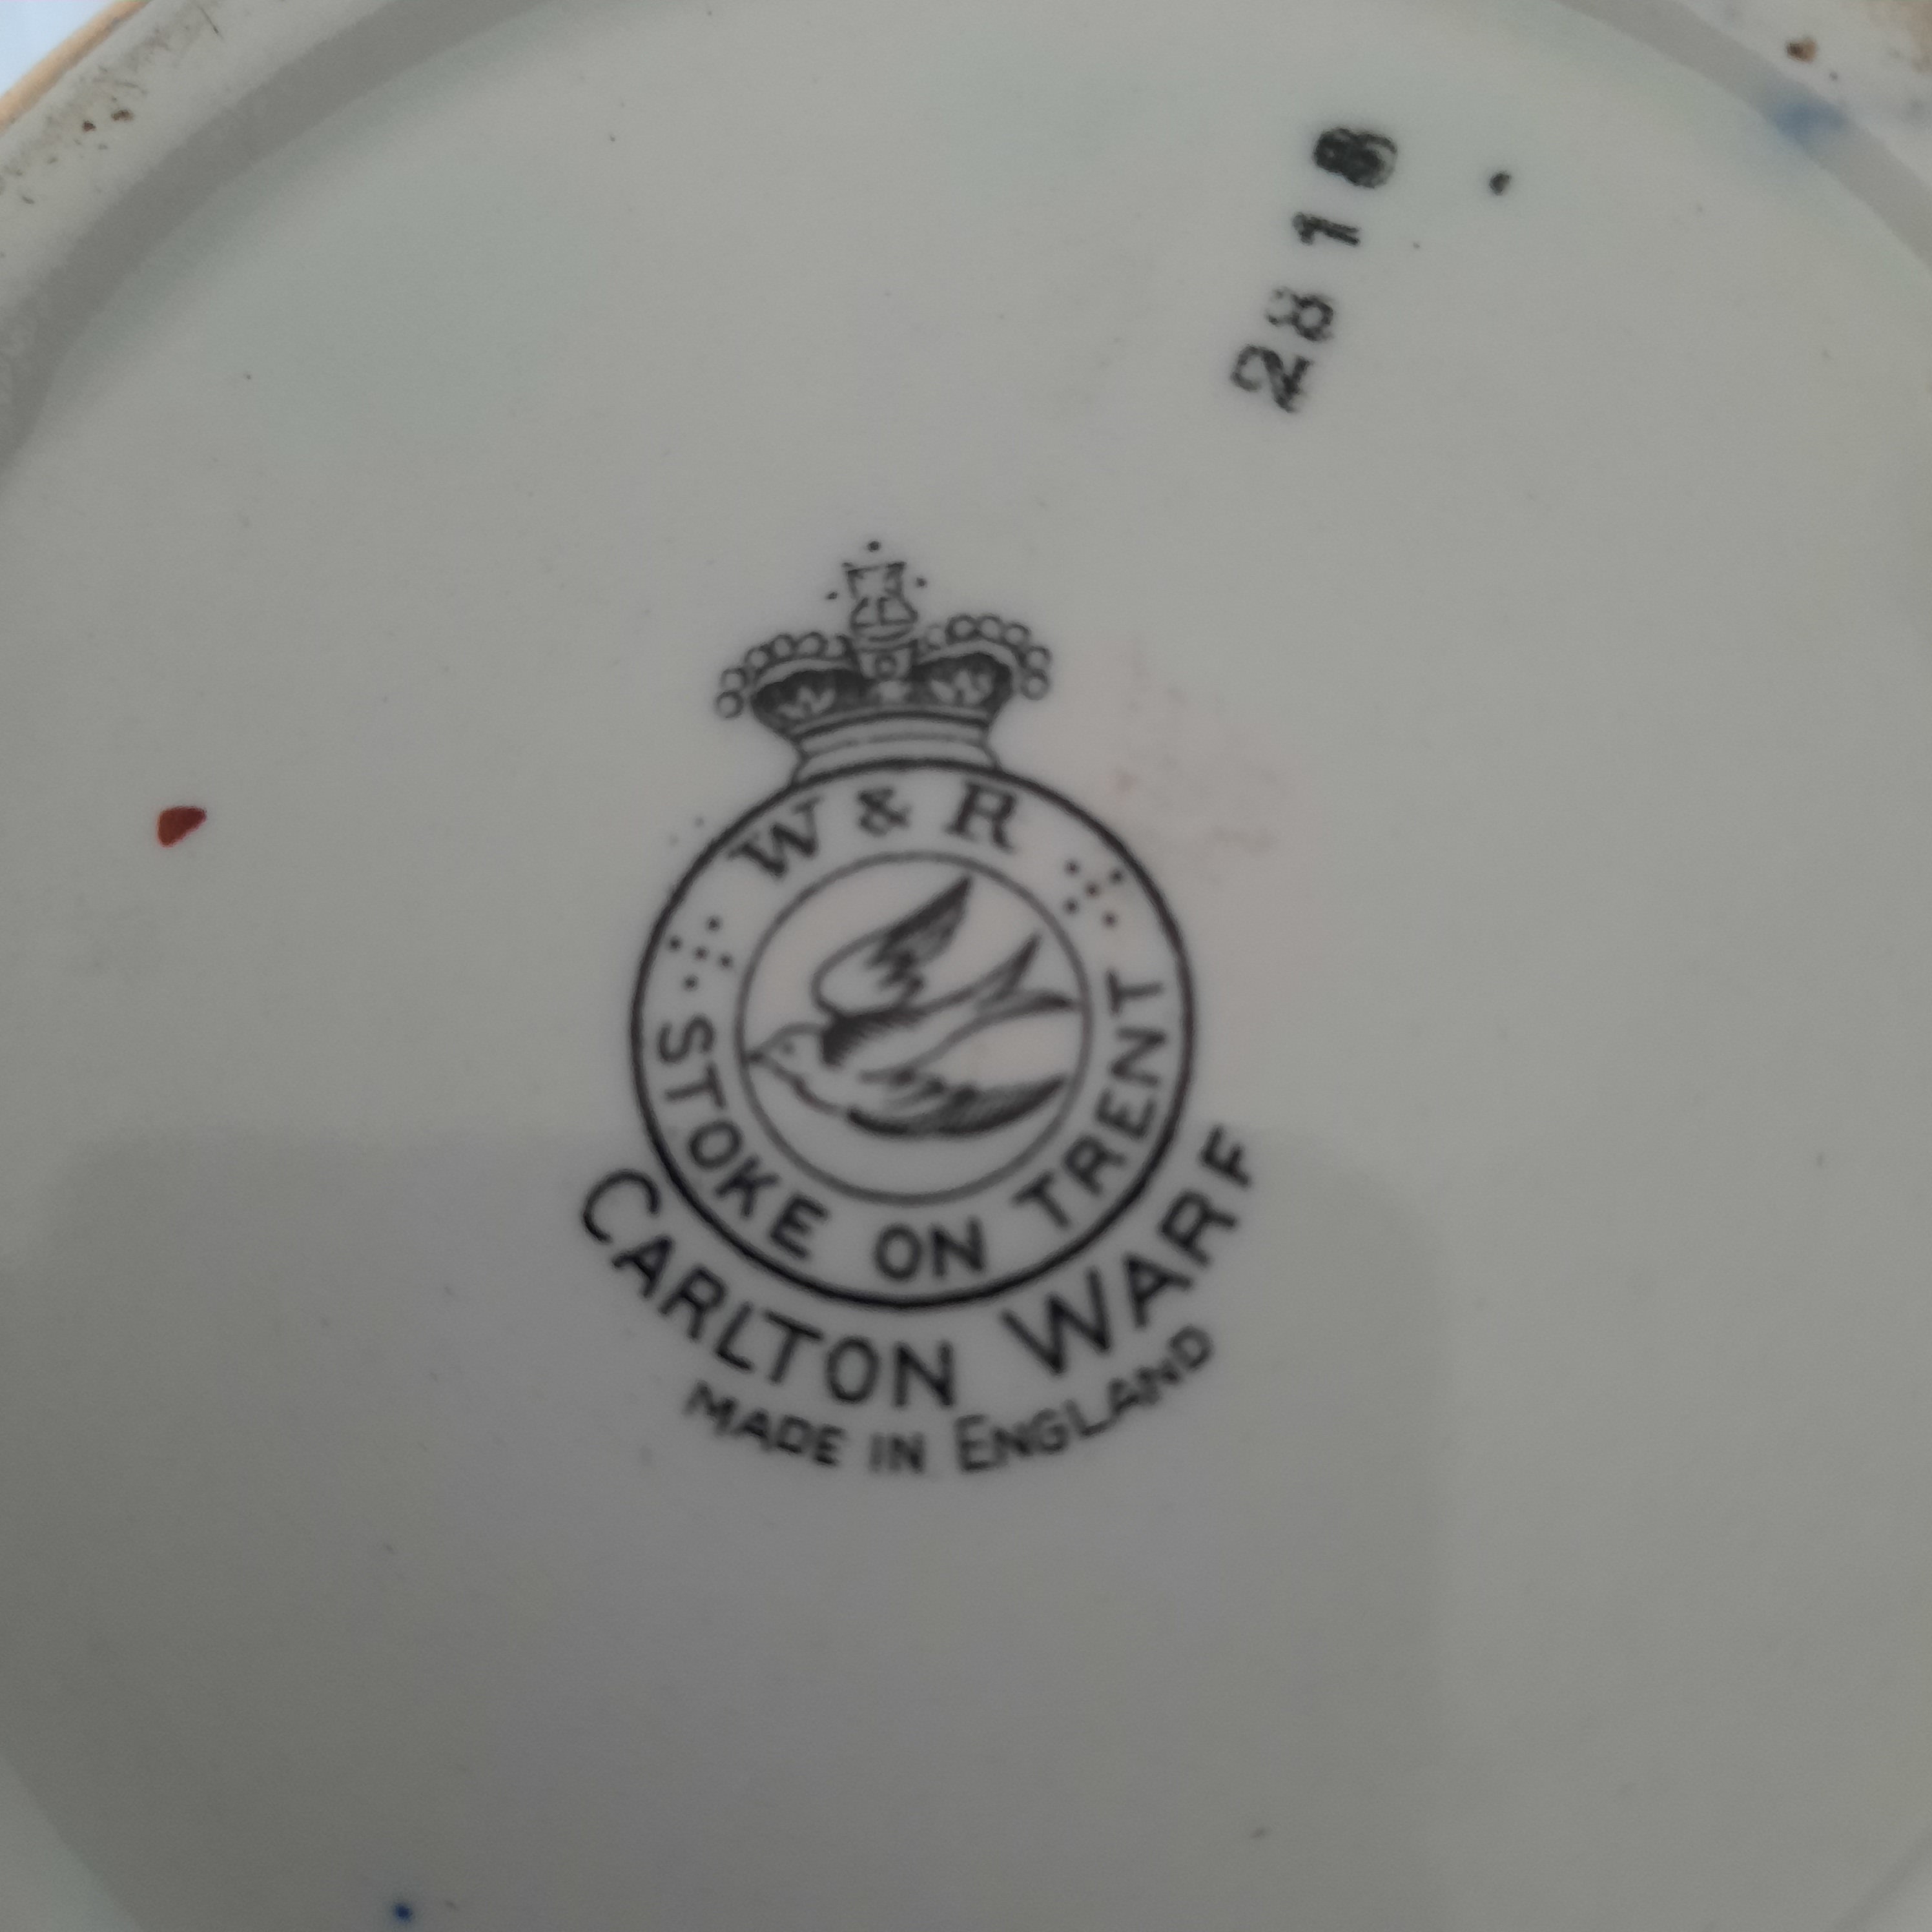 2818
W & R
STOKE ON TRENT
CARLTON WARE
MADE IN ENGLAND